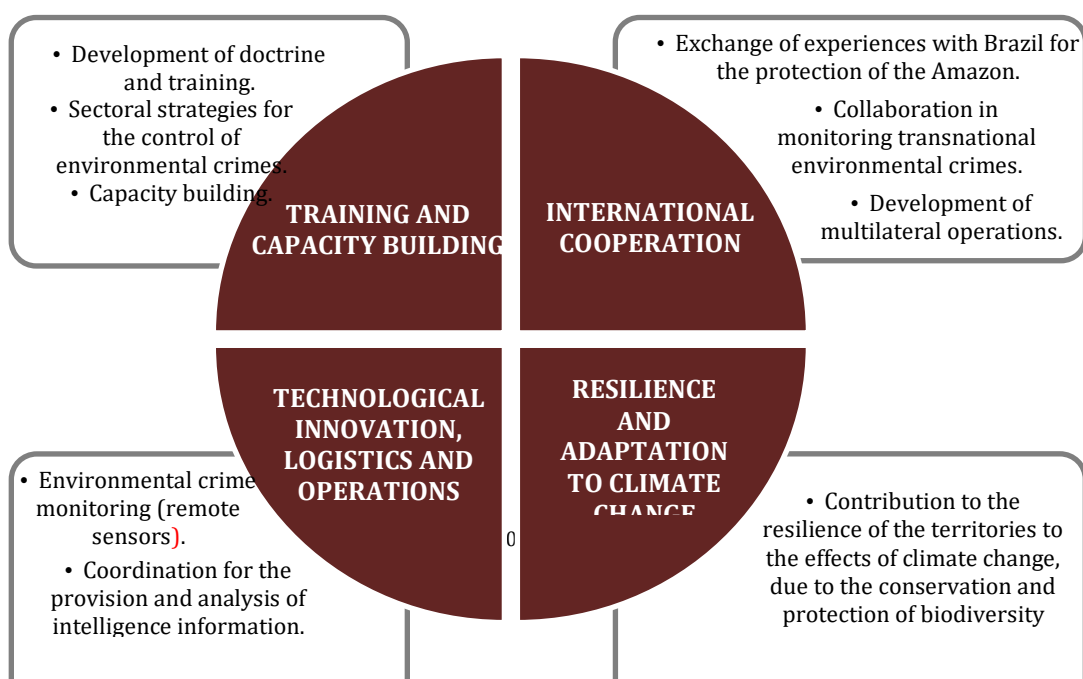 • Development of doctrine
and training.
• Sectoral strategies for
the control of
environmental crimes.
• Capacity building.
• Exchange of experiences with Brazil for
the protection of the Amazon.
• Collaboration in
monitoring transnational
environmental crimes.
• Development of
multilateral operations.
TRAINING AND
CAPACITY BUILDING
INTERNATIONAL
COOPERATION
TECHNOLOGICAL
INNOVATION,
LOGISTICS AND
OPERATIONS
RESILIENCE
AND
ADAPTATION
TO CLIMATE
CHANGE
• Environmental crime
monitoring (remote
sensors).
• Coordination for the
provision and analysis of
intelligence information.
0
• Contribution to the
resilience of the territories to
the effects of climate change,
due to the conservation and
protection of biodiversity